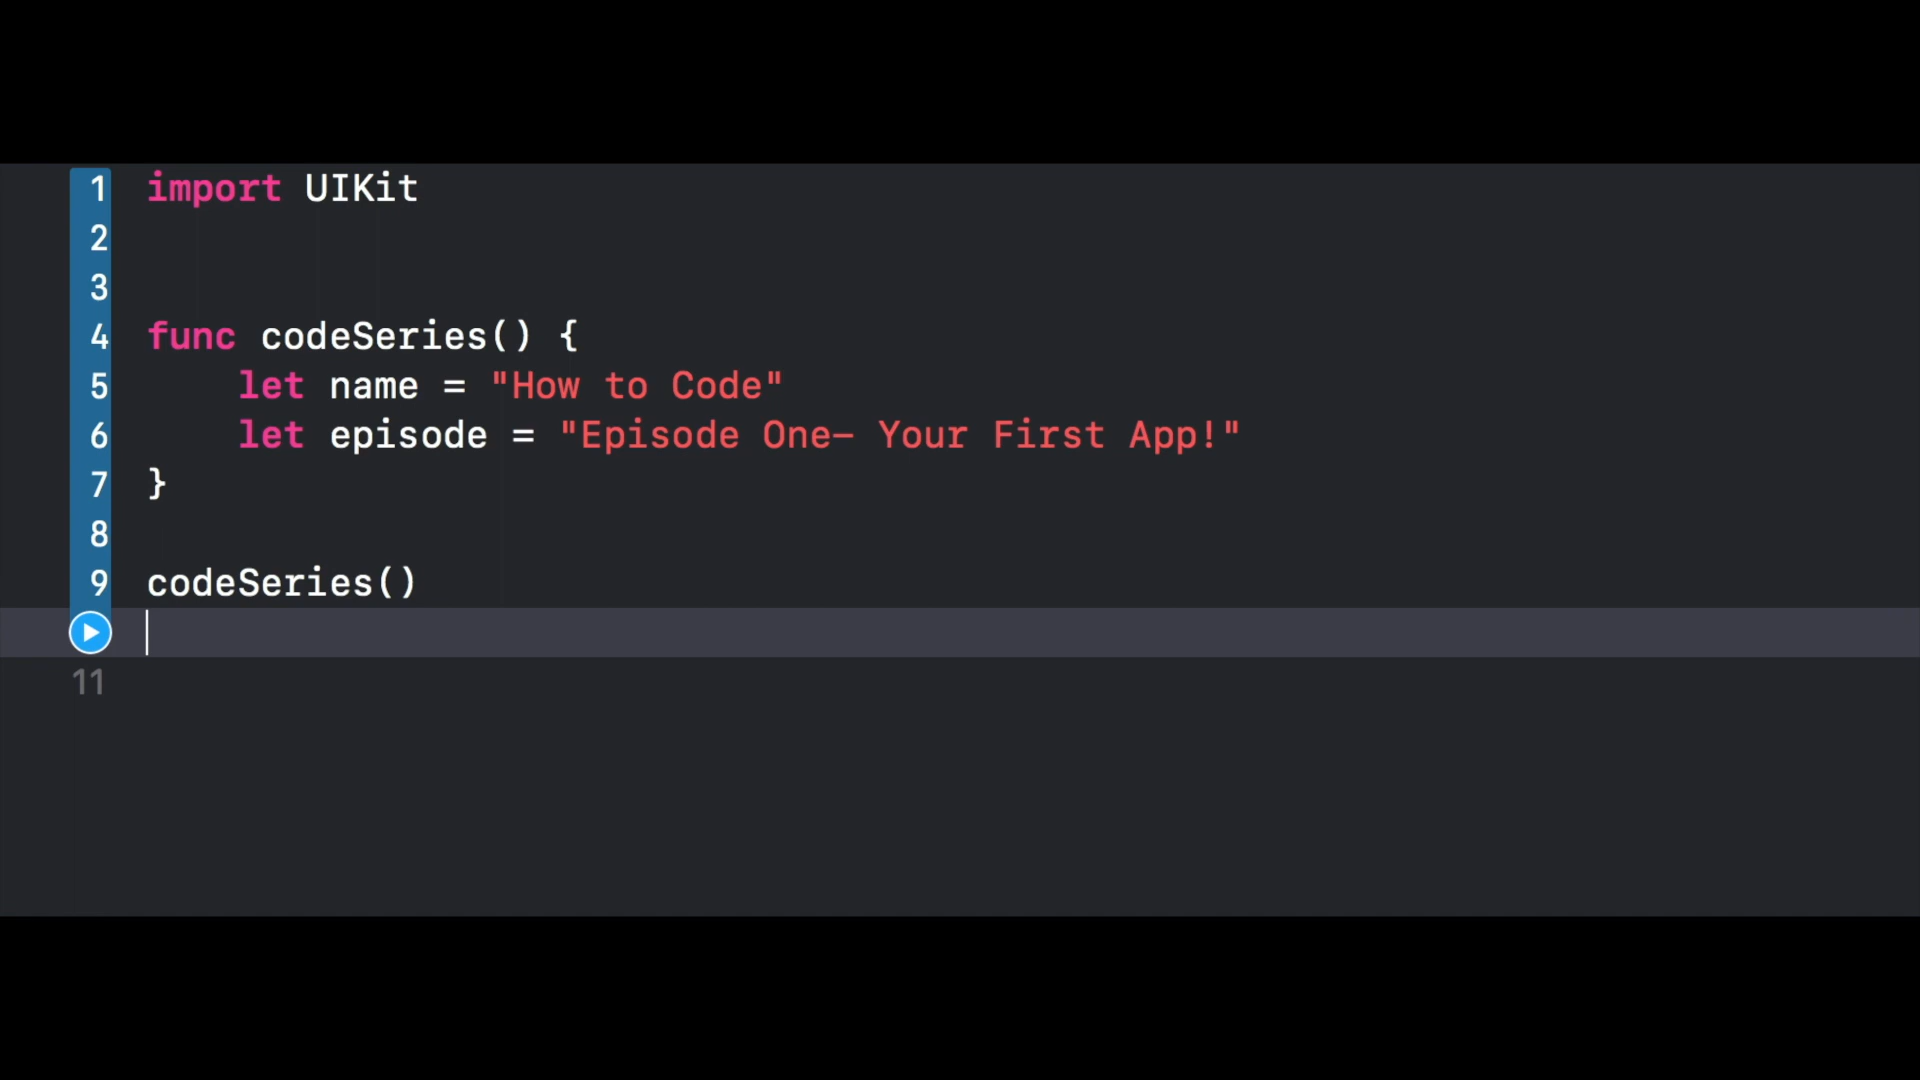 1 import UIKit
2
3
4 func codeSeries() {
5 let name = "How to Code"
6 let episode = "Episode One— Your First App!"
7 }
8
9 codeSeries()
11